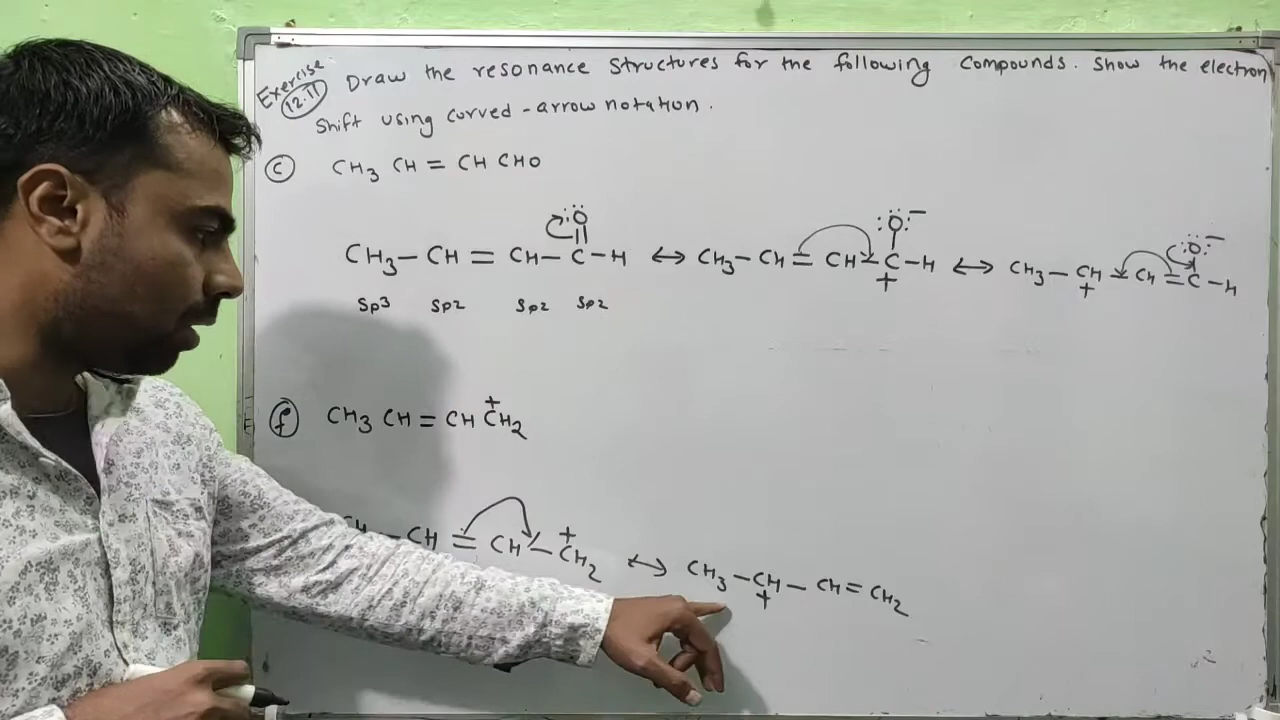 Exercise 12.11 Draw the resonance structures for the following compounds. Show the electron
shift using curved-arrow notation.
(c) CH3 CH = CH CHO
:Ö :Ö:⁻ :Ö:⁻
CH3 — CH = CH — C — H ↔ CH3 — CH = CH — C — H ↔ CH3 — CH — CH = C — H
+ +
Sp3 Sp2 Sp2 Sp2
(f) CH3 CH = CH C⁺H2
— CH = CH — C⁺H2 ↔ CH3 — CH — CH = CH2
+